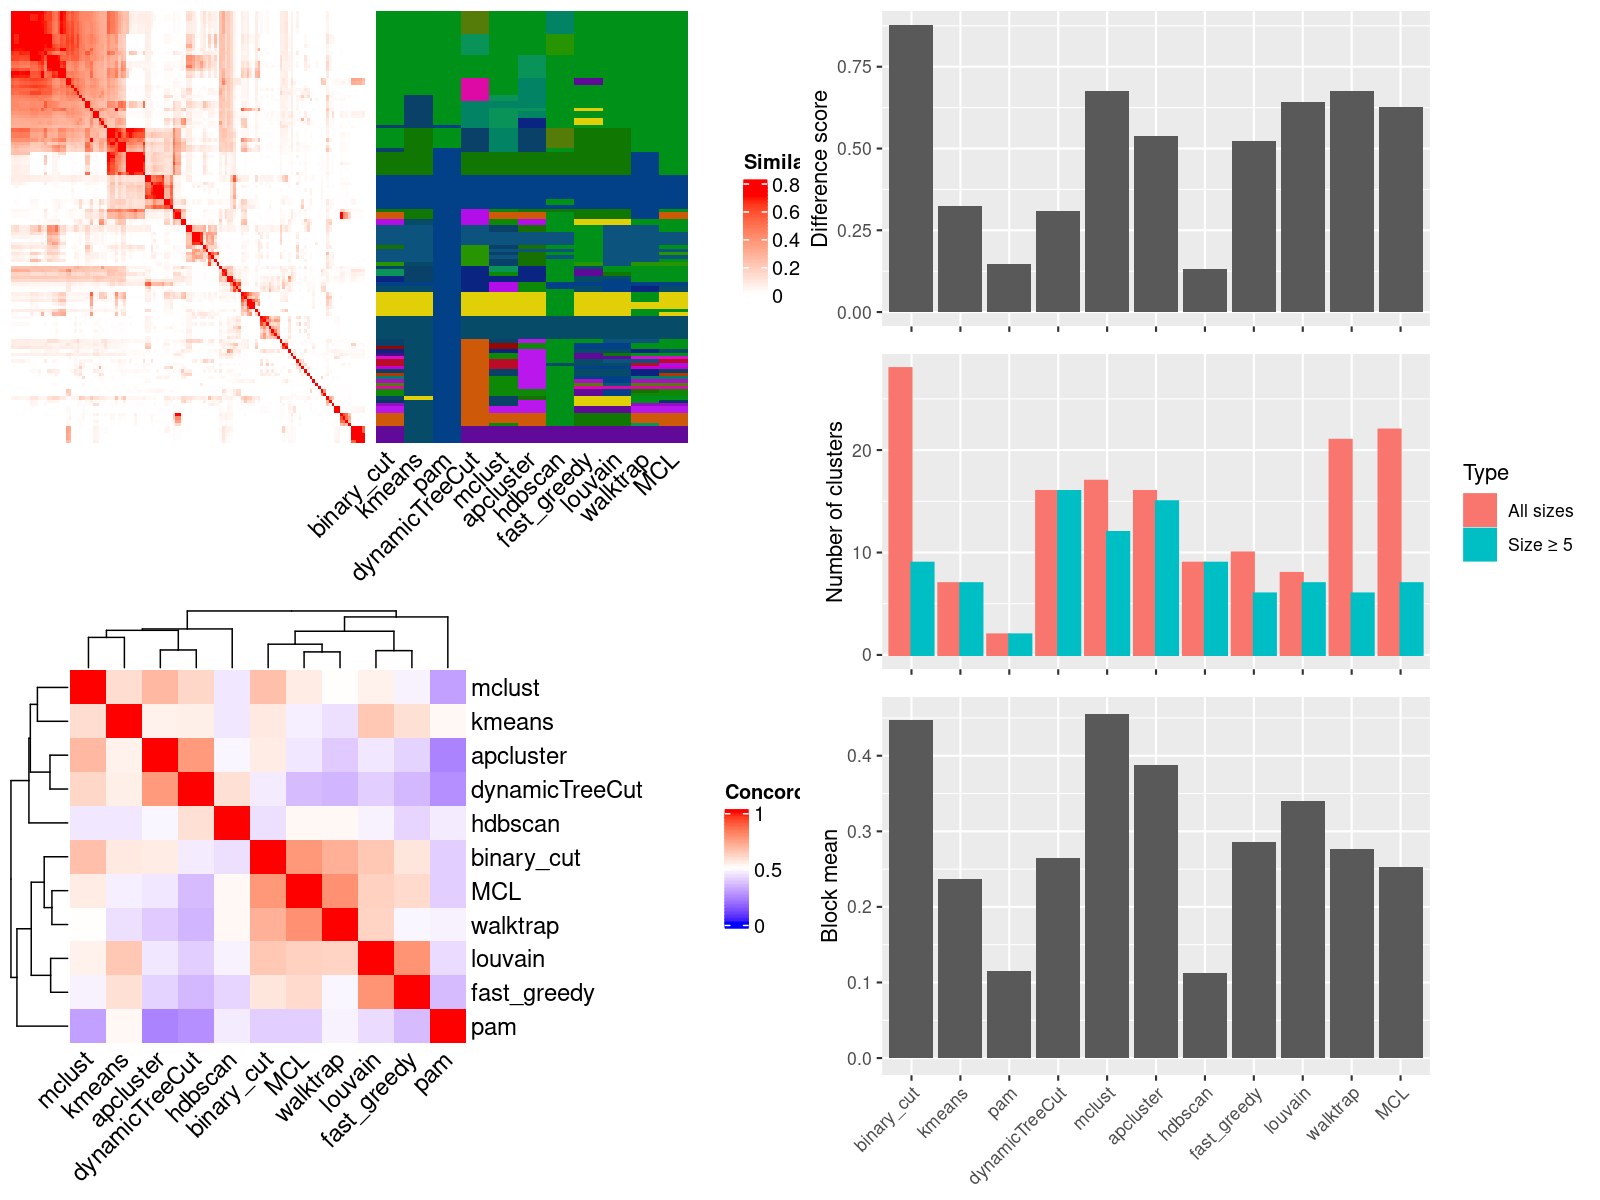 Simila
0.8
0.6
0.4
0.2
0
binary_cut
kmeans
pam
dynamicTreeCut
mclust
apcluster
hdbscan
fast_greedy
louvain
walktrap
MCL
mclust
kmeans
apcluster
dynamicTreeCut
hdbscan
binary_cut
MCL
walktrap
louvain
fast_greedy
pam
mclust
kmeans
apcluster
dynamicTreeCut
hdbscan
binary_cut
MCL
walktrap
louvain
fast_greedy
pam
Concord
1
0.5
0
Difference score
0.75
0.50
0.25
0.00
Number of clusters
20
10
0
Type
All sizes
Size ≥ 5
Block mean
0.4
0.3
0.2
0.1
0.0
binary_cut
kmeans
pam
dynamicTreeCut
mclust
apcluster
hdbscan
fast_greedy
louvain
walktrap
MCL